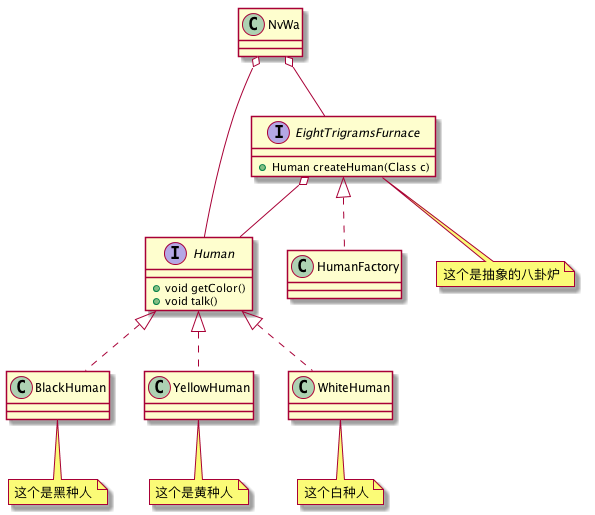 C NvWa
I EightTrigramsFurnace
Human createHuman(Class c)
I Human
void getColor()
void talk()
C HumanFactory
这个是抽象的八卦炉
C BlackHuman
C YellowHuman
C WhiteHuman
这个是黑种人
这个是黄种人
这个白种人